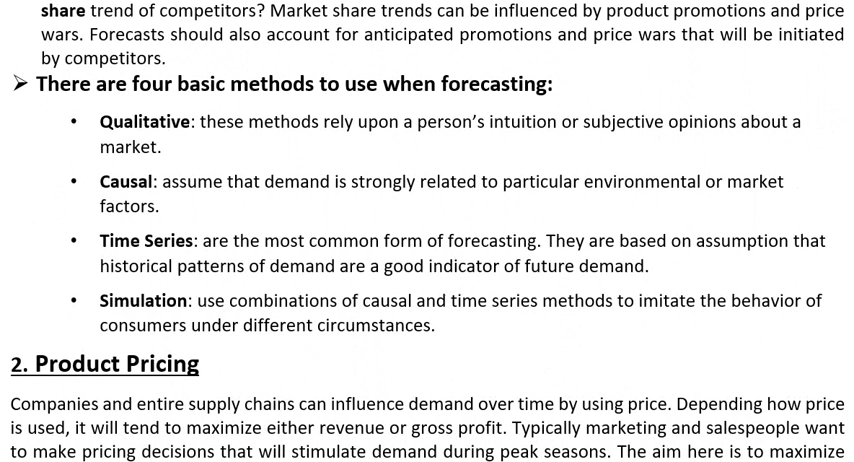 share trend of competitors? Market share trends can be influenced by product promotions and price
wars. Forecasts should also account for anticipated promotions and price wars that will be initiated
by competitors.
➢ There are four basic methods to use when forecasting:
• Qualitative: these methods rely upon a person's intuition or subjective opinions about a
market.
• Causal: assume that demand is strongly related to particular environmental or market
factors.
• Time Series: are the most common form of forecasting. They are based on assumption that
historical patterns of demand are a good indicator of future demand.
• Simulation: use combinations of causal and time series methods to imitate the behavior of
consumers under different circumstances.
2. Product Pricing
Companies and entire supply chains can influence demand over time by using price. Depending how price
is used, it will tend to maximize either revenue or gross profit. Typically marketing and salespeople want
to make pricing decisions that will stimulate demand during peak seasons. The aim here is to maximize